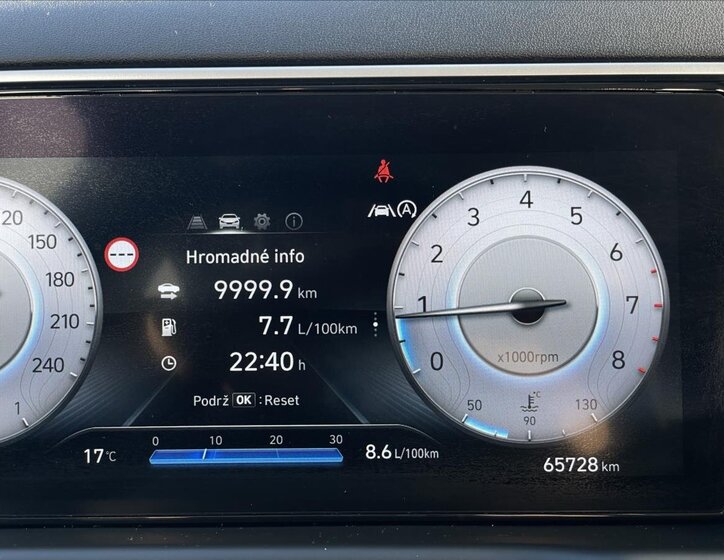 20
150
180
210
240
1
Hromadné info
9999.9 km
7.7 L/100km
22:40 h
Podrž OK : Reset
0 10 20 30
17°C
8.6 L/100km
A
0
1
2
3
4
5
6
7
8
x1000rpm
°C
50 90 130
65728 km